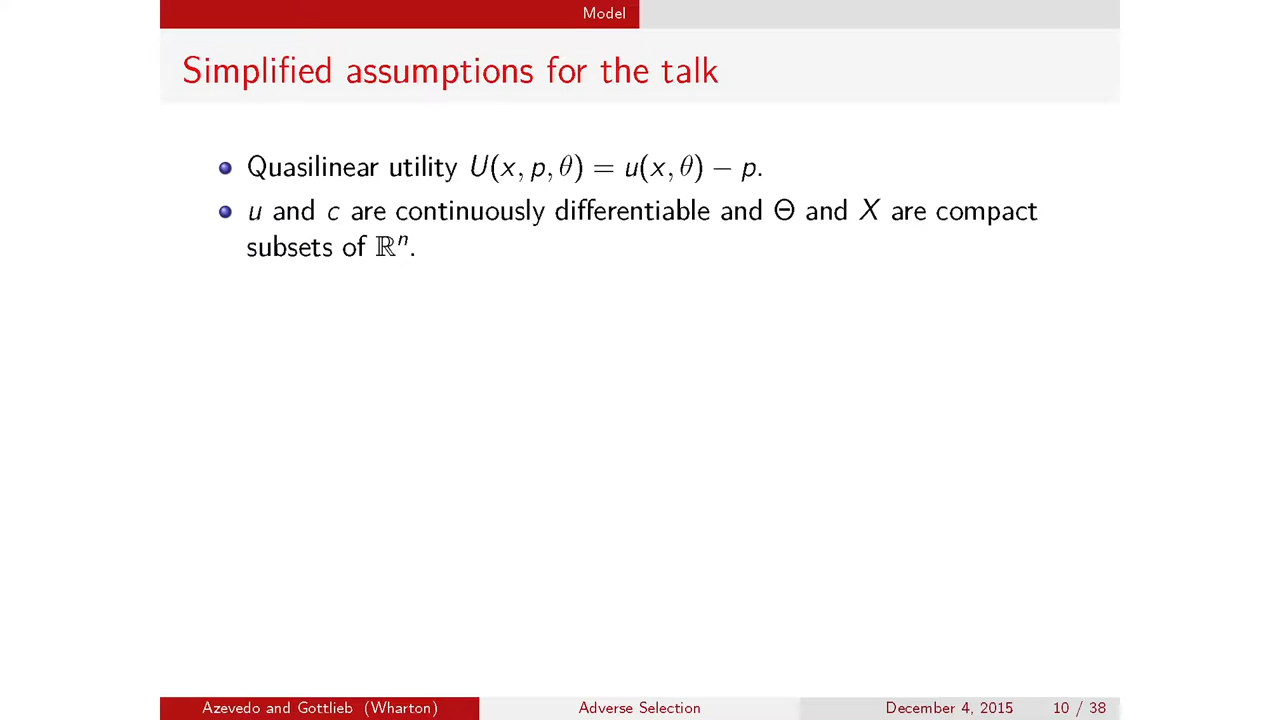 Model
Simplified assumptions for the talk
Quasilinear utility U(x, p, θ) = u(x, θ) − p.
u and c are continuously differentiable and Θ and X are compact
subsets of ℝⁿ.
Azevedo and Gottlieb (Wharton) Adverse Selection December 4, 2015 10 / 38